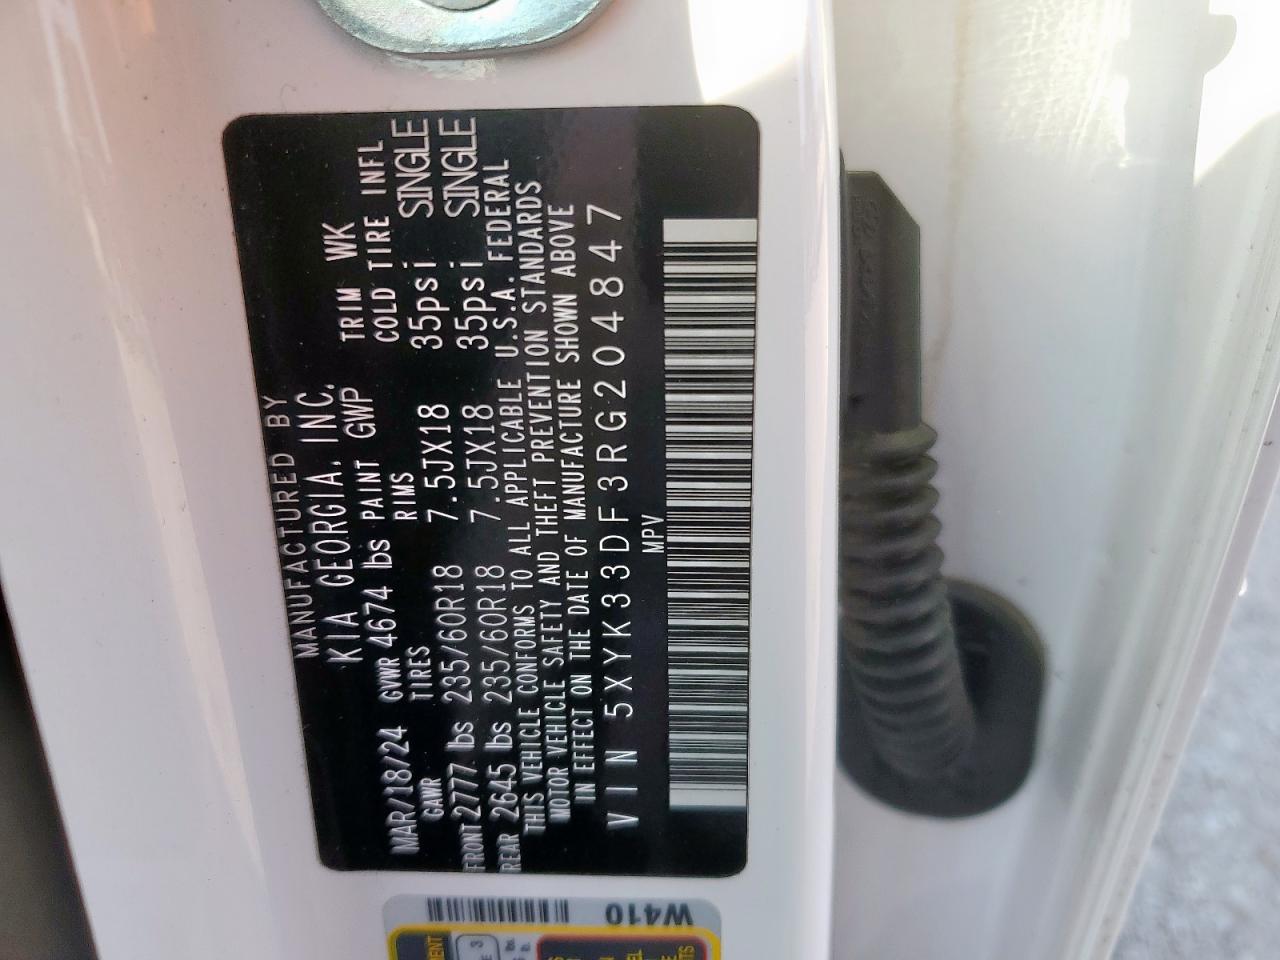 MANUFACTURED BY
KIA GEORGIA, INC.
MAR/18/24 GVWR 4674 lbs PAINT GWP TRIM WK
GAWR TIRES RIMS COLD TIRE INFL
FRONT 2777 lbs 235/60R18 7.5JX18 35psi SINGLE
REAR 2645 lbs 235/60R18 7.5JX18 35psi SINGLE
THIS VEHICLE CONFORMS TO ALL APPLICABLE U.S.A. FEDERAL
MOTOR VEHICLE SAFETY AND THEFT PREVENTION STANDARDS
IN EFFECT ON THE DATE OF MANUFACTURE SHOWN ABOVE
VIN 5XYK33DF3RG204847
MPV
W410